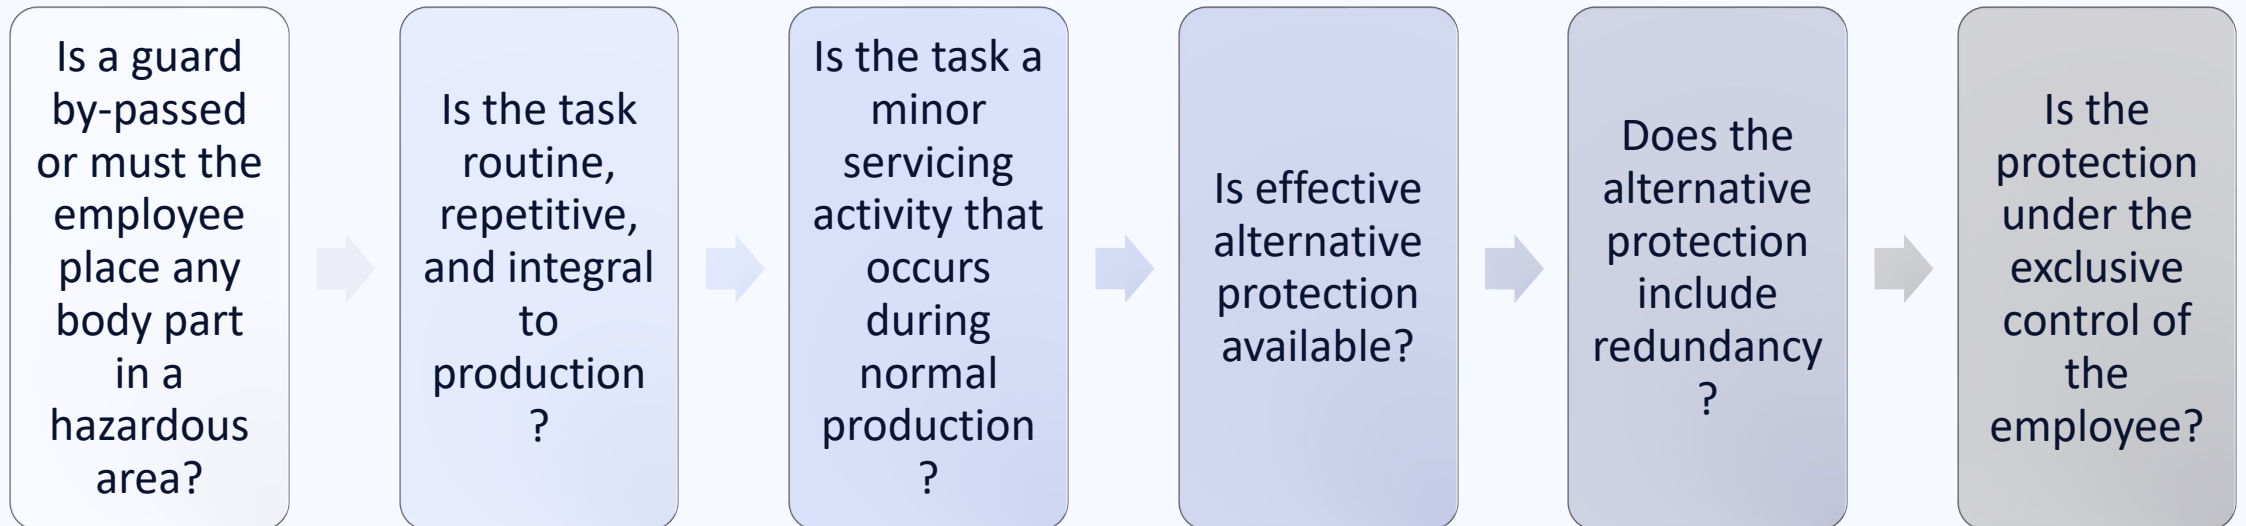 Is a guard
by-passed
or must the
employee
place any
body part
in a
hazardous
area?
Is the task
routine,
repetitive,
and integral
to
production
?
Is the task a
minor
servicing
activity that
occurs
during
normal
production
?
Is effective
alternative
protection
available?
Does the
alternative
protection
include
redundancy
?
Is the
protection
under the
exclusive
control of
the
employee?